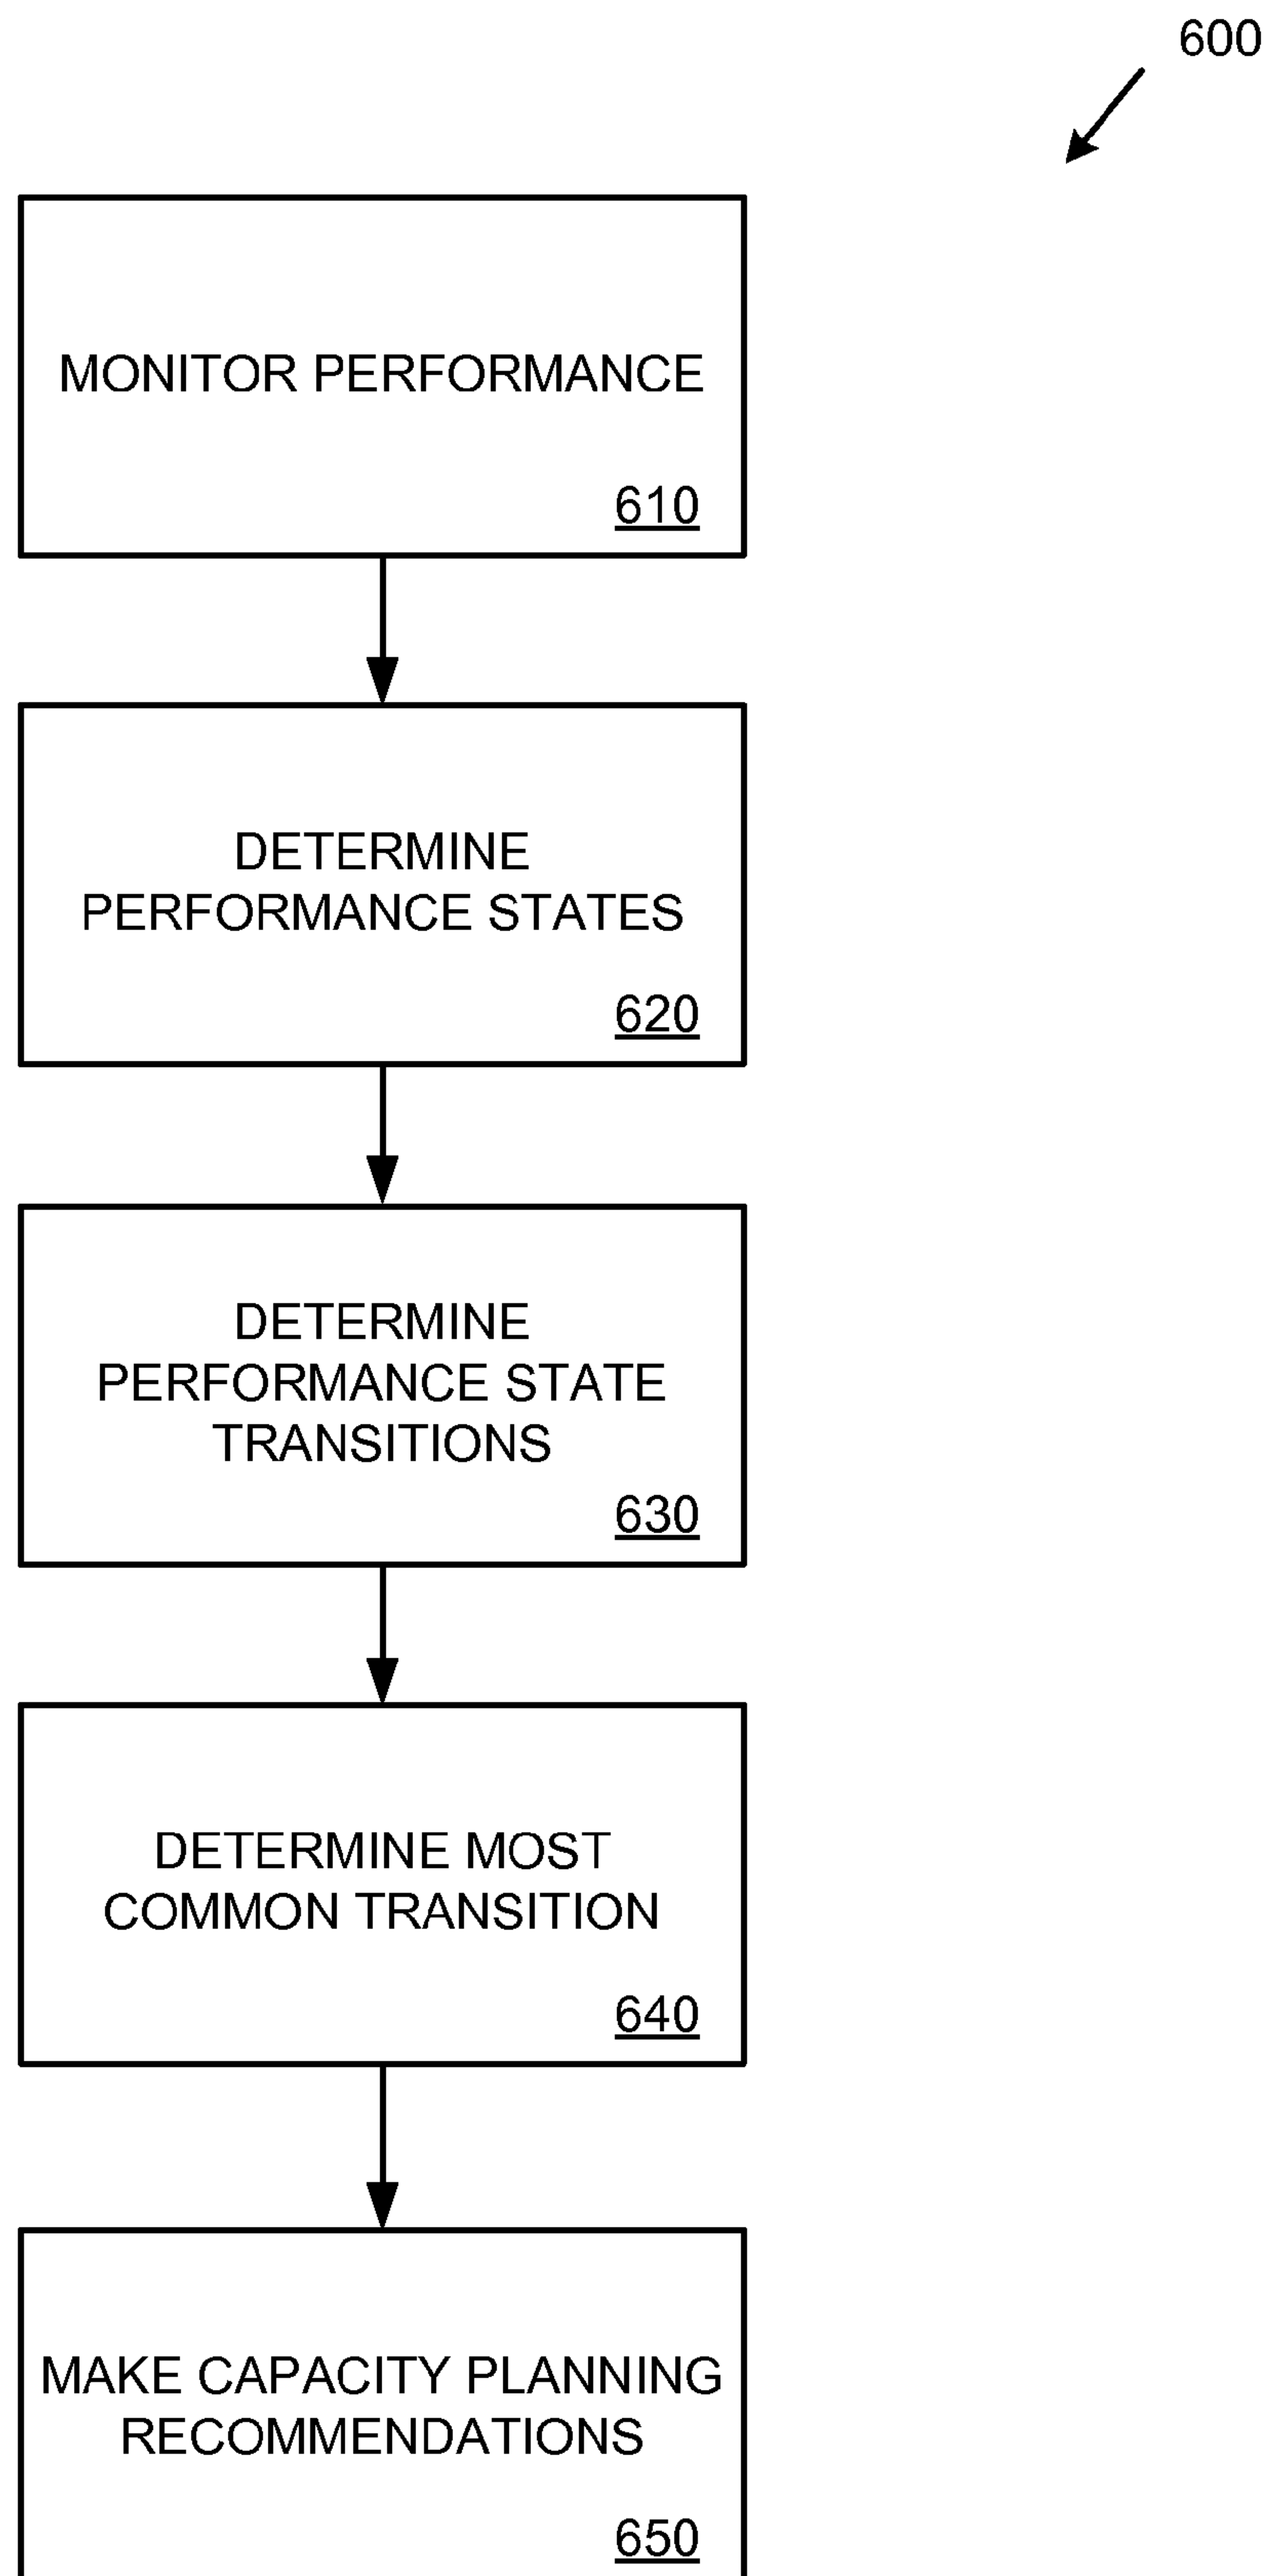 600
MONITOR PERFORMANCE
610
DETERMINE
PERFORMANCE STATES
620
DETERMINE
PERFORMANCE STATE
TRANSITIONS
630
DETERMINE MOST
COMMON TRANSITION
640
MAKE CAPACITY PLANNING
RECOMMENDATIONS
650